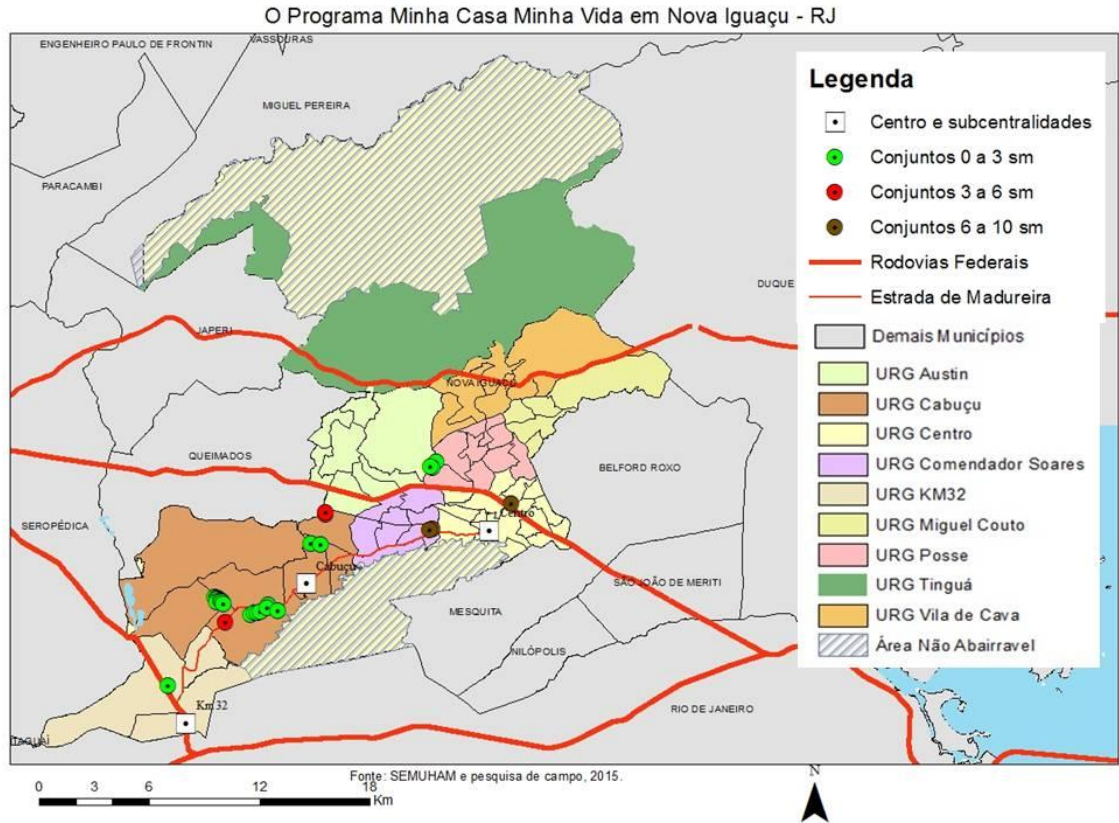 O Programa Minha Casa Minha Vida em Nova Iguaçu - RJ
ENGENHEIRO PAULO DE FRONTIN
VASSOURAS
MIGUEL PEREIRA
PARACAMBI
DUQUE
JAPERI
NOVA IGUAÇU
QUEIMADOS
BELFORD ROXO
SEROPÉDICA
Centro
Cabuçu
SÃO JOÃO DE MERITI
MESQUITA
NILÓPOLIS
Km 32
RIO DE JANEIRO
ITAGUAÍ
Legenda
Centro e subcentralidades
Conjuntos 0 a 3 sm
Conjuntos 3 a 6 sm
Conjuntos 6 a 10 sm
Rodovias Federais
Estrada de Madureira
Demais Municípios
URG Austin
URG Cabuçu
URG Centro
URG Comendador Soares
URG KM32
URG Miguel Couto
URG Posse
URG Tinguá
URG Vila de Cava
Área Não Abairravel
Fonte: SEMUHAM e pesquisa de campo, 2015.
0 3 6 12 18
Km
N